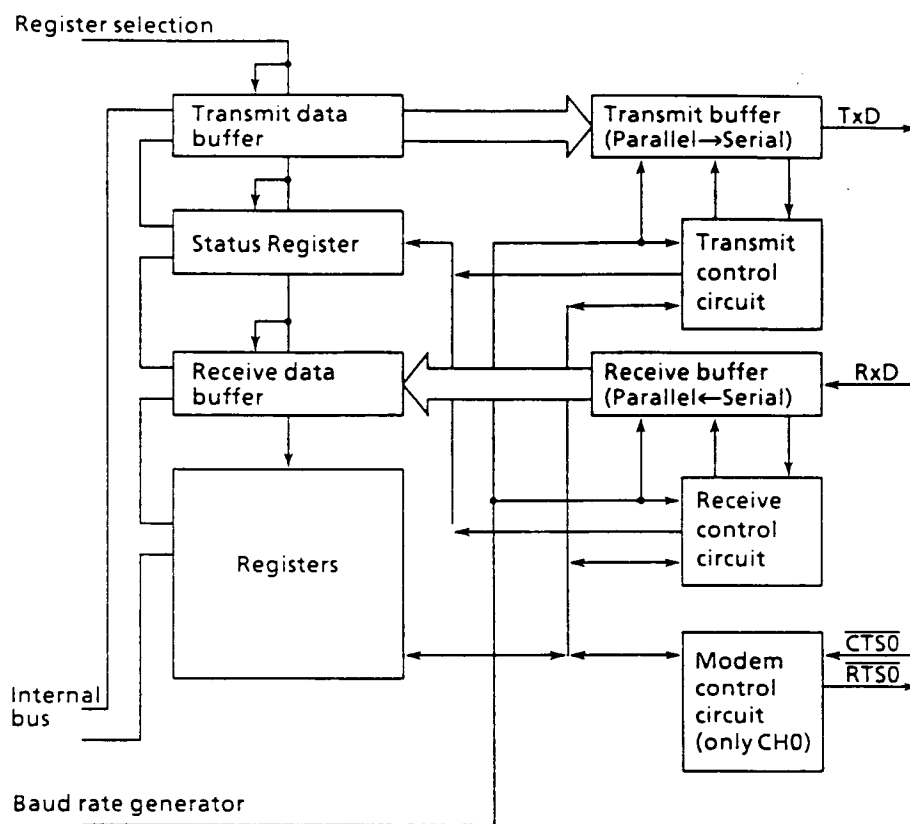 Register selection
Transmit data
buffer
Transmit buffer
(Parallel→Serial)
TxD
Status Register
Transmit
control
circuit
Receive data
buffer
Receive buffer
(Parallel←Serial)
RxD
Registers
Receive
control
circuit
Modem
control
circuit
(only CH0)
CTS0
RTS0
Internal
bus
Baud rate generator